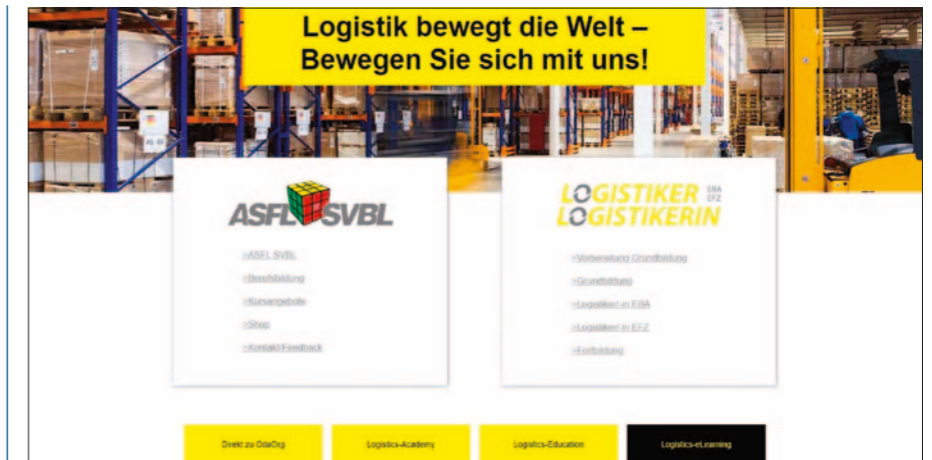 Logistik bewegt die Welt –
Bewegen Sie sich mit uns!
ASFL SVBL
>ASFL SVBL
>Berufsbildung
>Kursangebote
>Shop
>Kontakt/Feedback
LOGISTIKER EBA
EFZ
LOGISTIKERIN
>Vorbereitung Grundbildung
>Grundbildung
>Logistiker/-in EBA
>Logistiker/-in EFZ
>Fortbildung
Direkt zu OdaOrg
Logistics-Academy
Logistics-Education
Logistics-eLearning